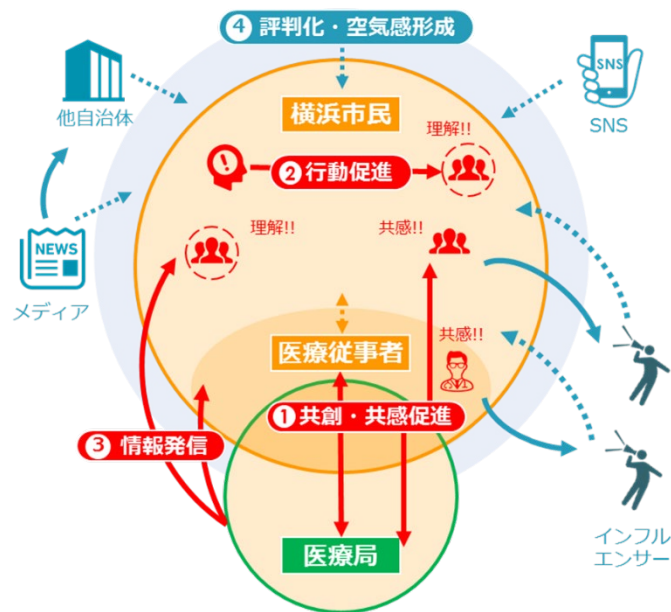 ④ 評判化・空気感形成
他自治体
SNS
SNS
横浜市民
理解!!
② 行動促進
NEWS
メディア
理解!!
共感!!
医療従事者
共感!!
① 共創・共感促進
③ 情報発信
医療局
インフル
エンサー